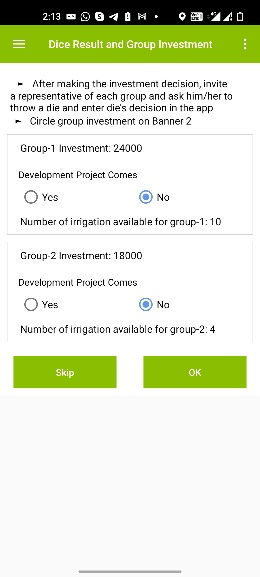 2:13
Dice Result and Group Investment
► After making the investment decision, invite
a representative of each group and ask him/her to
throw a die and enter die's decision in the app
► Circle group investment on Banner 2
Group-1 Investment: 24000
Development Project Comes
Yes No
Number of irrigation available for group-1: 10
Group-2 Investment: 18000
Development Project Comes
Yes No
Number of irrigation available for group-2: 4
Skip OK